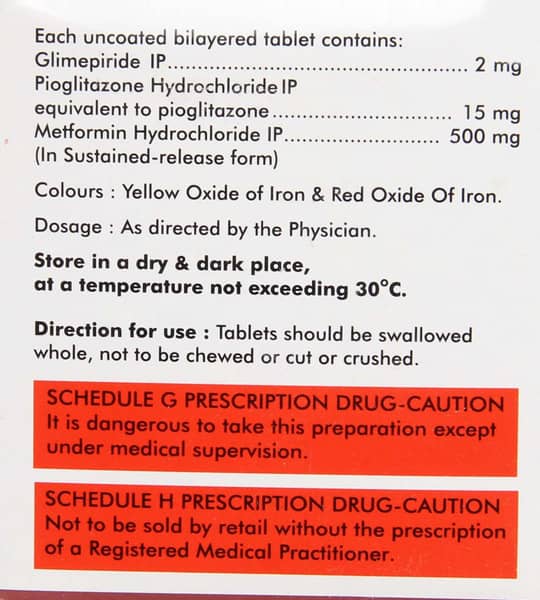 Each uncoated bilayered tablet contains:
Glimepiride IP................................................ 2 mg
Pioglitazone Hydrochloride IP
equivalent to pioglitazone............................. 15 mg
Metformin Hydrochloride IP.......................... 500 mg
(In Sustained-release form)
Colours : Yellow Oxide of Iron & Red Oxide Of Iron.
Dosage : As directed by the Physician.
Store in a dry & dark place,
at a temperature not exceeding 30°C.
Direction for use : Tablets should be swallowed
whole, not to be chewed or cut or crushed.
SCHEDULE G PRESCRIPTION DRUG-CAUTION
It is dangerous to take this preparation except
under medical supervision.
SCHEDULE H PRESCRIPTION DRUG-CAUTION
Not to be sold by retail without the prescription
of a Registered Medical Practitioner.